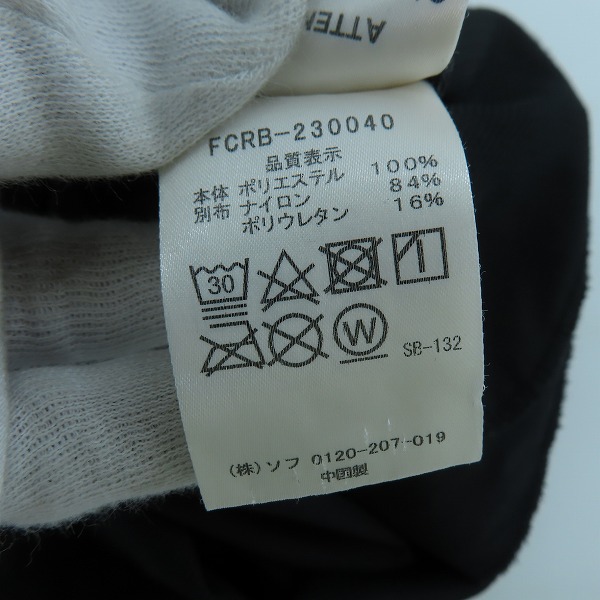 ATTEN
FCRB-230040
品質表示
本体 ポリエステル 100%
別布 ナイロン 84%
ポリウレタン 16%
30
W
SB-132
(株)ソフ 0120-207-019
中国製